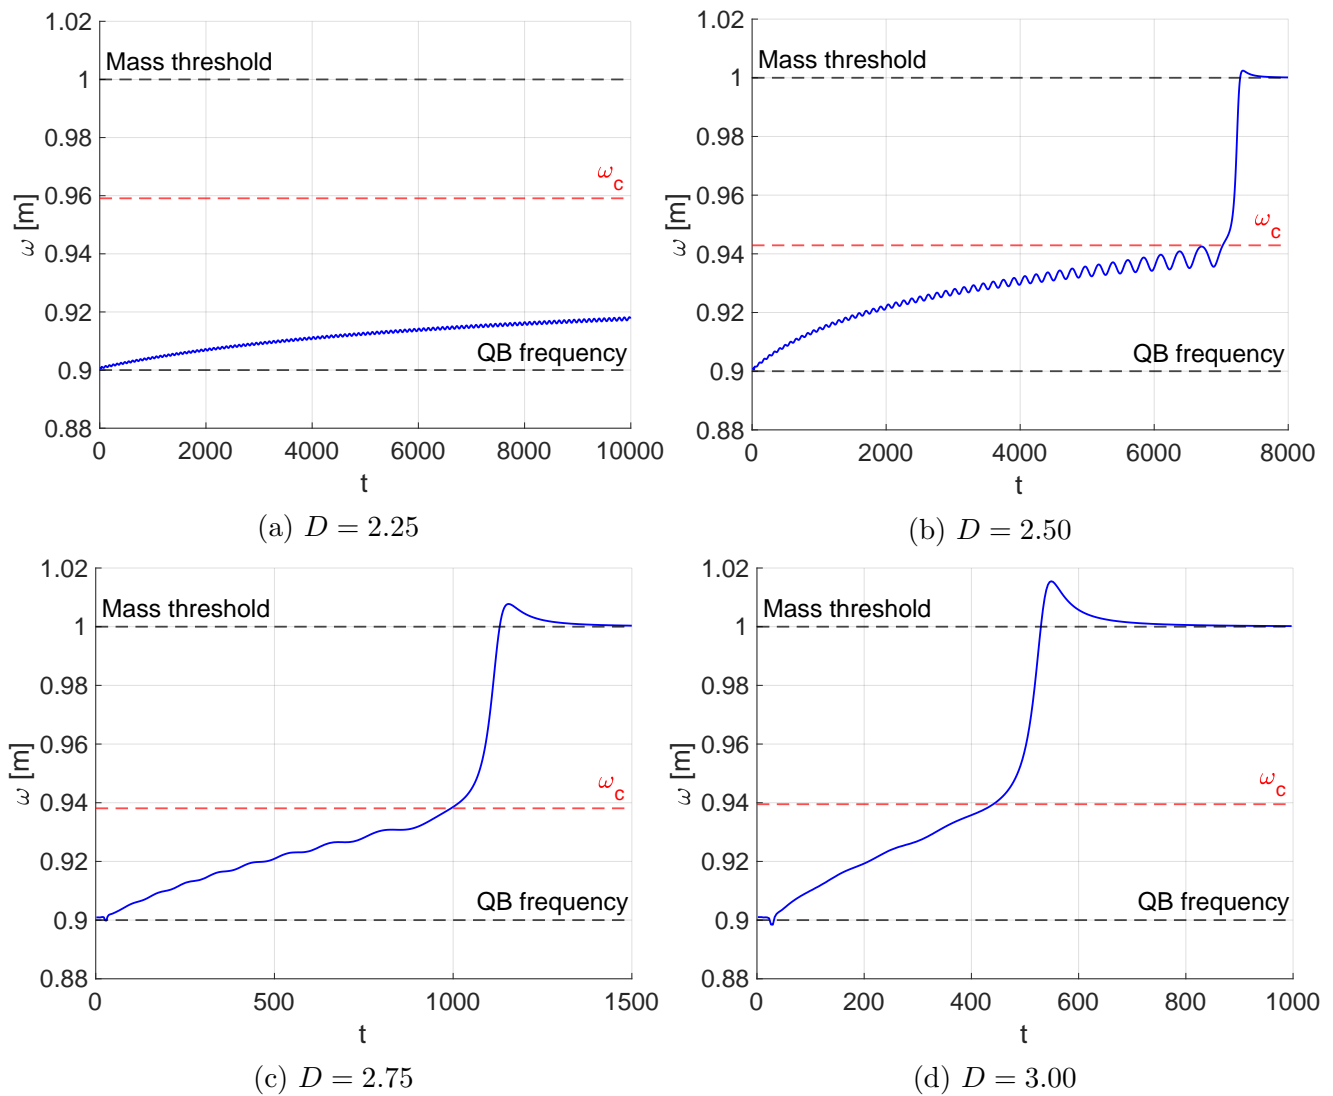 1.02
Mass threshold
1
0.98
ω_c
0.96
ω [m]
0.94
0.92
QB frequency
0.9
0.88
0 2000 4000 6000 8000 10000
t
(a) D = 2.25
1.02
Mass threshold
1
0.98
0.96
ω [m]
ω_c
0.94
0.92
QB frequency
0.9
0.88
0 2000 4000 6000 8000
t
(b) D = 2.50
1.02
Mass threshold
1
0.98
0.96
ω [m]
ω_c
0.94
0.92
QB frequency
0.9
0.88
0 500 1000 1500
t
(c) D = 2.75
1.02
Mass threshold
1
0.98
0.96
ω [m]
ω_c
0.94
0.92
QB frequency
0.9
0.88
0 200 400 600 800 1000
t
(d) D = 3.00